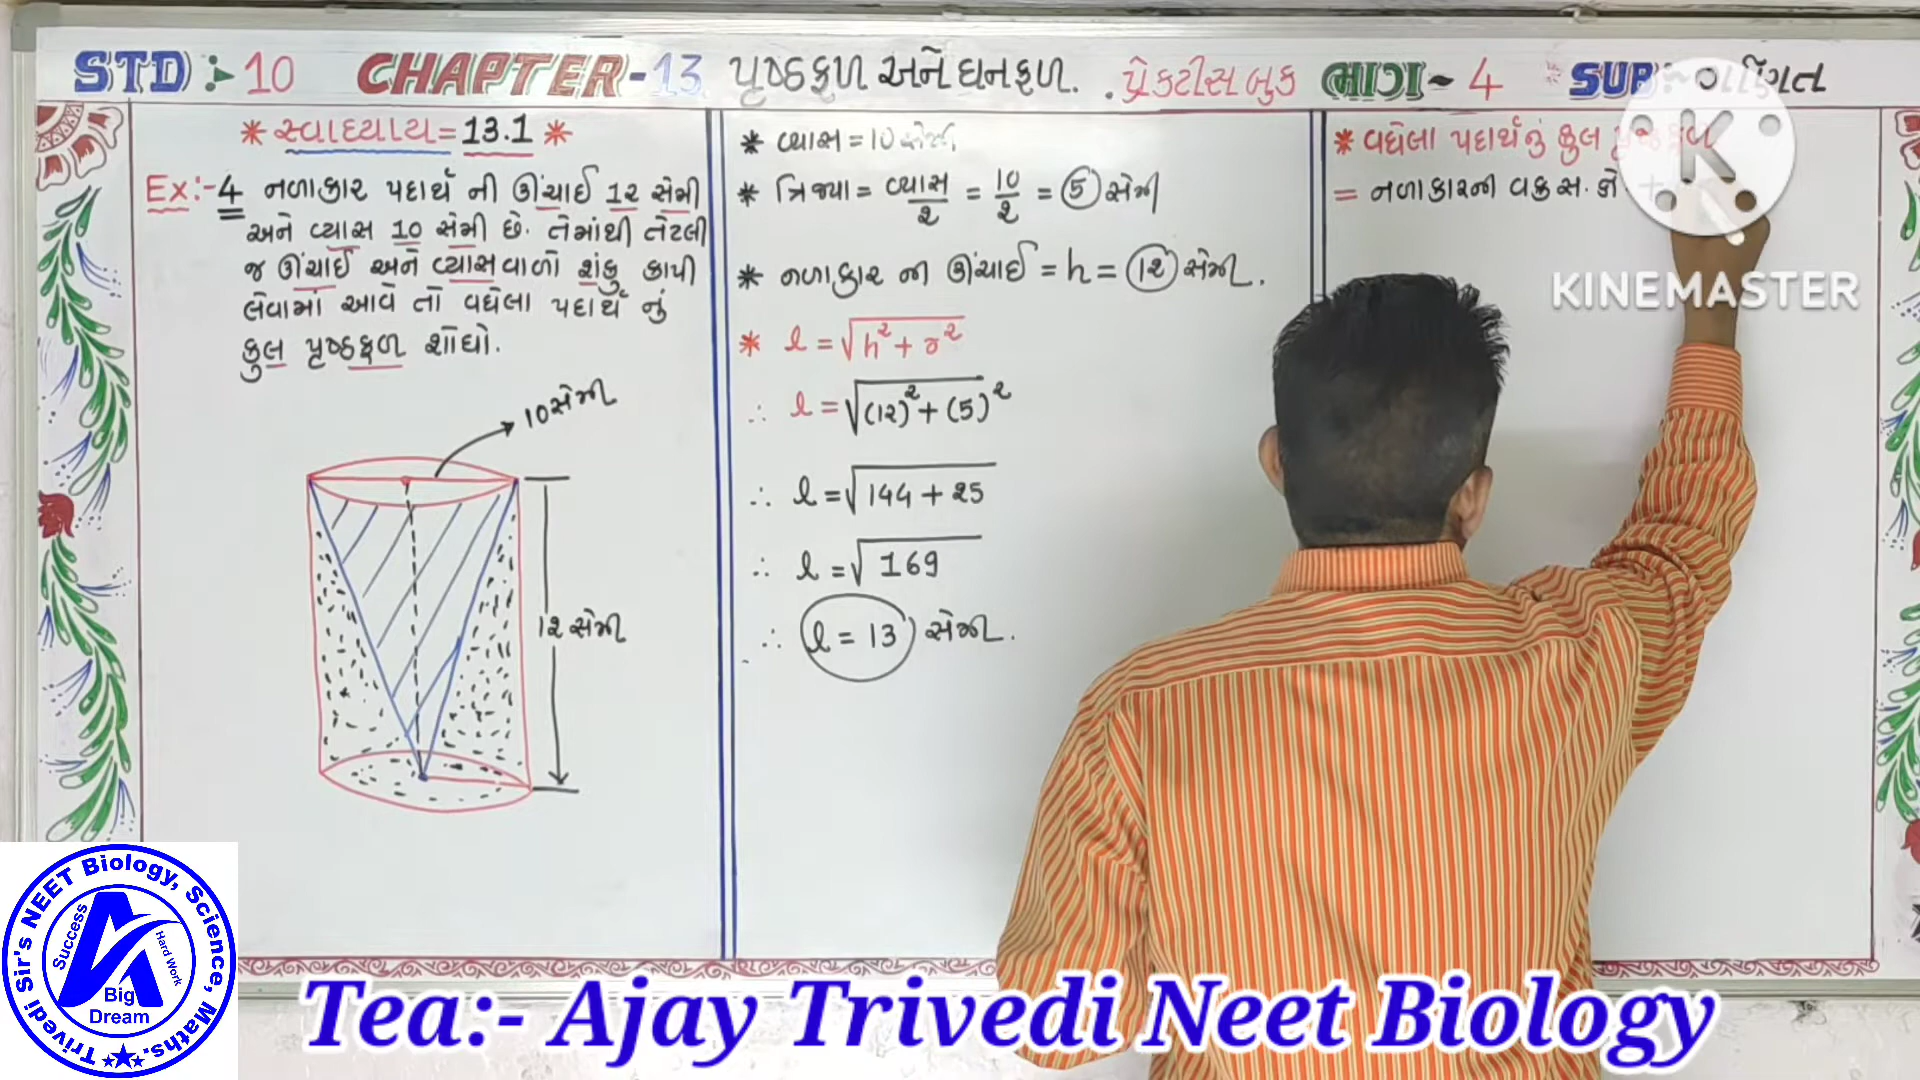 STD :- 10 CHAPTER-13 પૃષ્ઠફળ અને ઘનફળ. પ્રેક્ટીસ બુક ભાગ - 4 SUB:- ગણિત
* સ્વાધ્યાય = 13.1 *
Ex:-4 નળાકાર પદાર્થ ની ઊંચાઈ 12 સેમી
અને વ્યાસ 10 સેમી છે. તેમાંથી તેટલી
જ ઊંચાઈ અને વ્યાસવાળો શંકુ કાપી
લેવામાં આવે તો વધેલા પદાર્થ નું
કુલ પૃષ્ઠફળ શોધો.
10 સેમી
12 સેમી
* વ્યાસ = 10 સેમી
* ત્રિજ્યા = વ્યાસ/2 = 10/2 = 5 સેમી
* નળાકાર ની ઊંચાઈ = h = 12 સેમી.
* l = √h² + r²
∴ l = √(12)² + (5)²
∴ l = √144 + 25
∴ l = √169
∴ l = 13 સેમી.
* વધેલા પદાર્થનું કુલ પૃષ્ઠફળ
= નળાકારની વક્રસ. ક્ષે +
K
KINEMASTER
Trivedi Sir's NEET Biology, Science, Maths.
Success
Hard Work
Big
Dream
Tea:- Ajay Trivedi Neet Biology